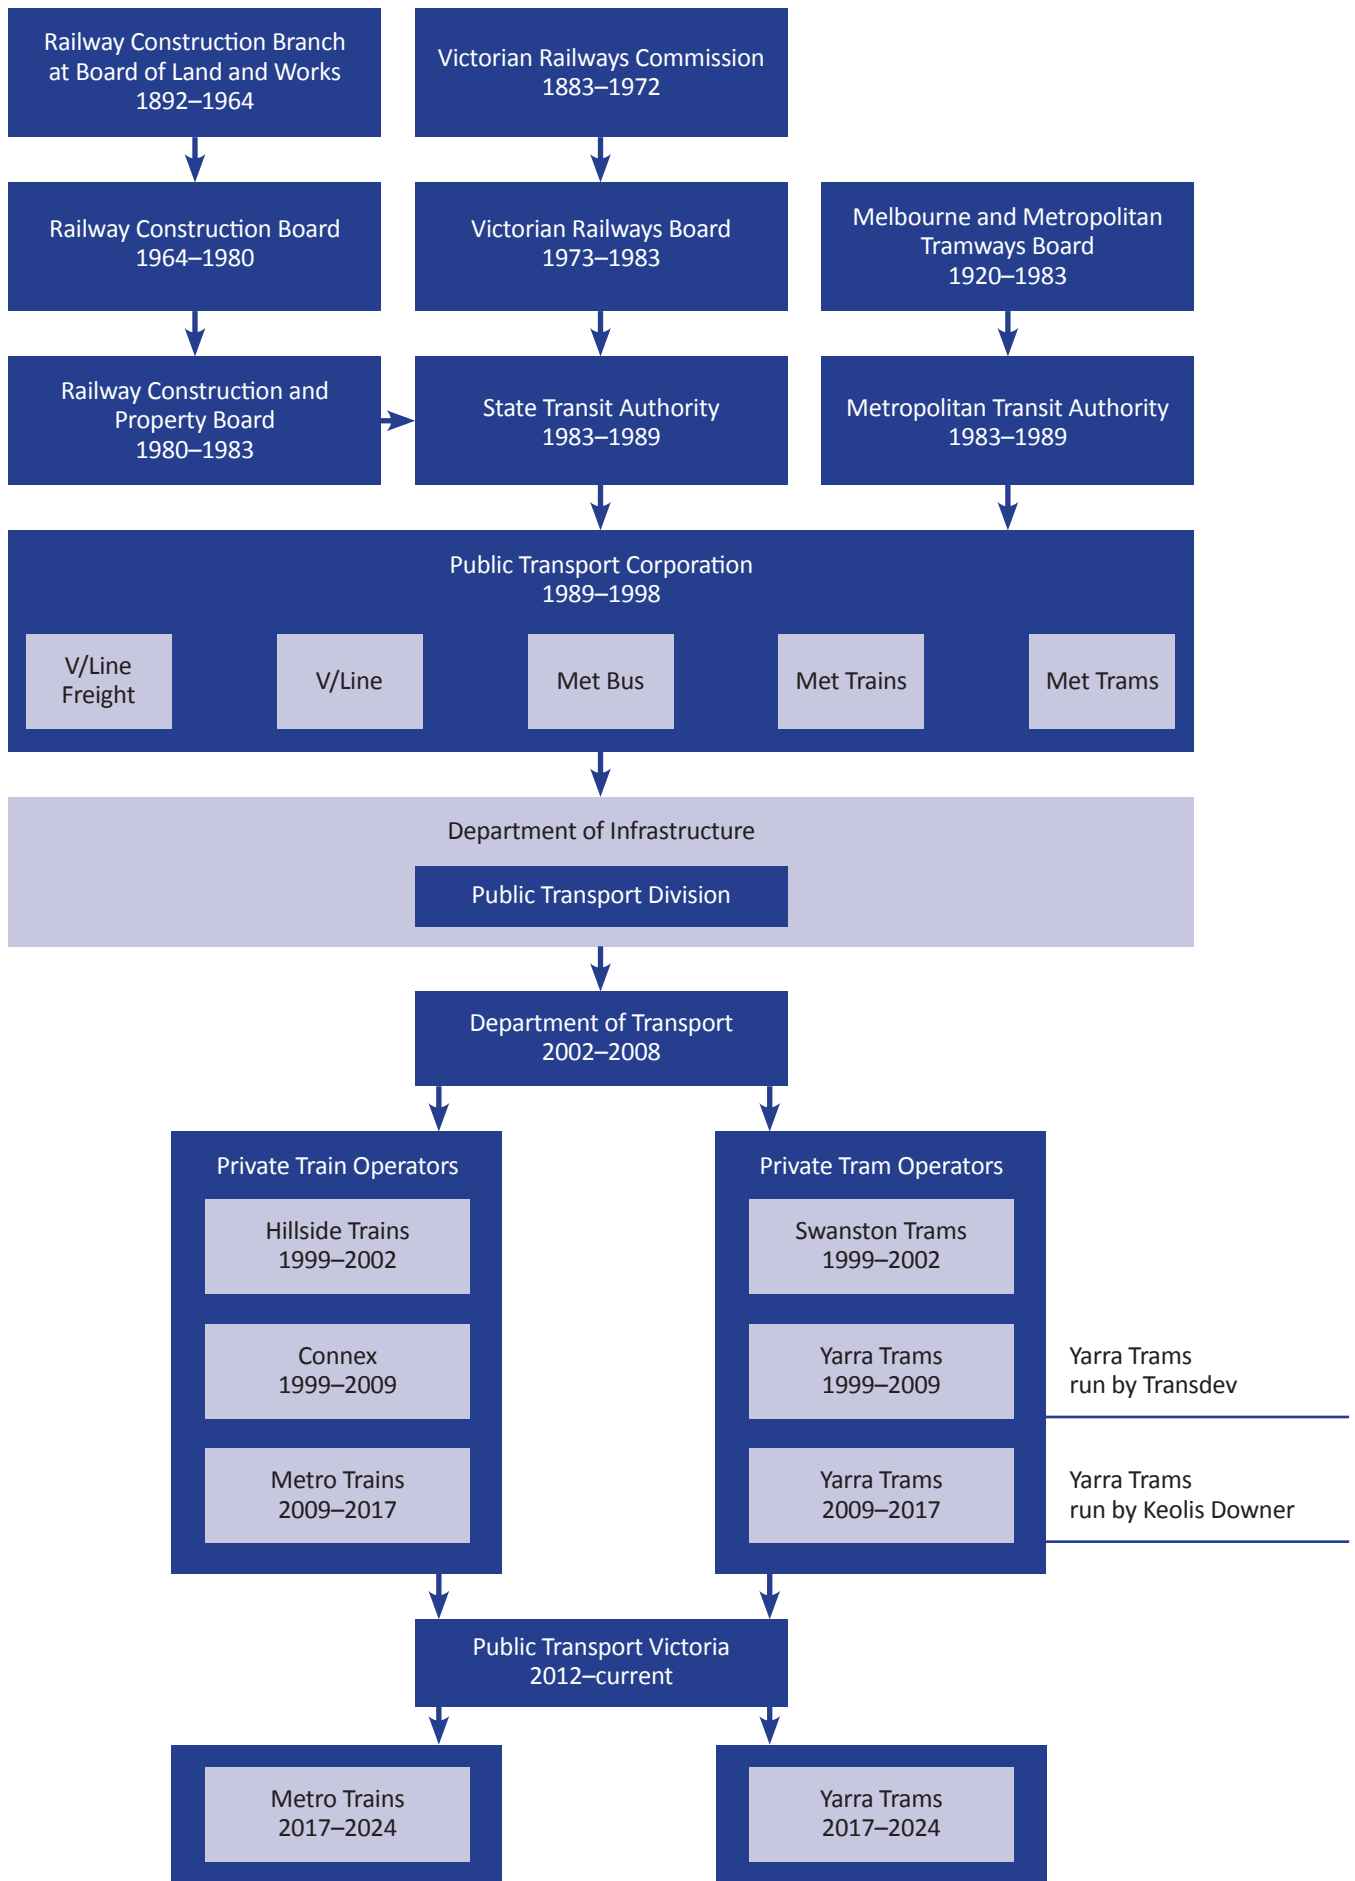 Railway Construction Branch
at Board of Land and Works
1892–1964
Victorian Railways Commission
1883–1972
Railway Construction Board
1964–1980
Victorian Railways Board
1973–1983
Melbourne and Metropolitan
Tramways Board
1920–1983
Railway Construction and
Property Board
1980–1983
State Transit Authority
1983–1989
Metropolitan Transit Authority
1983–1989
Public Transport Corporation
1989–1998
V/Line
Freight
V/Line
Met Bus
Met Trains
Met Trams
Department of Infrastructure
Public Transport Division
Department of Transport
2002–2008
Private Train Operators
Hillside Trains
1999–2002
Connex
1999–2009
Metro Trains
2009–2017
Private Tram Operators
Swanston Trams
1999–2002
Yarra Trams
1999–2009
Yarra Trams
run by Transdev
Yarra Trams
2009–2017
Yarra Trams
run by Keolis Downer
Public Transport Victoria
2012–current
Metro Trains
2017–2024
Yarra Trams
2017–2024